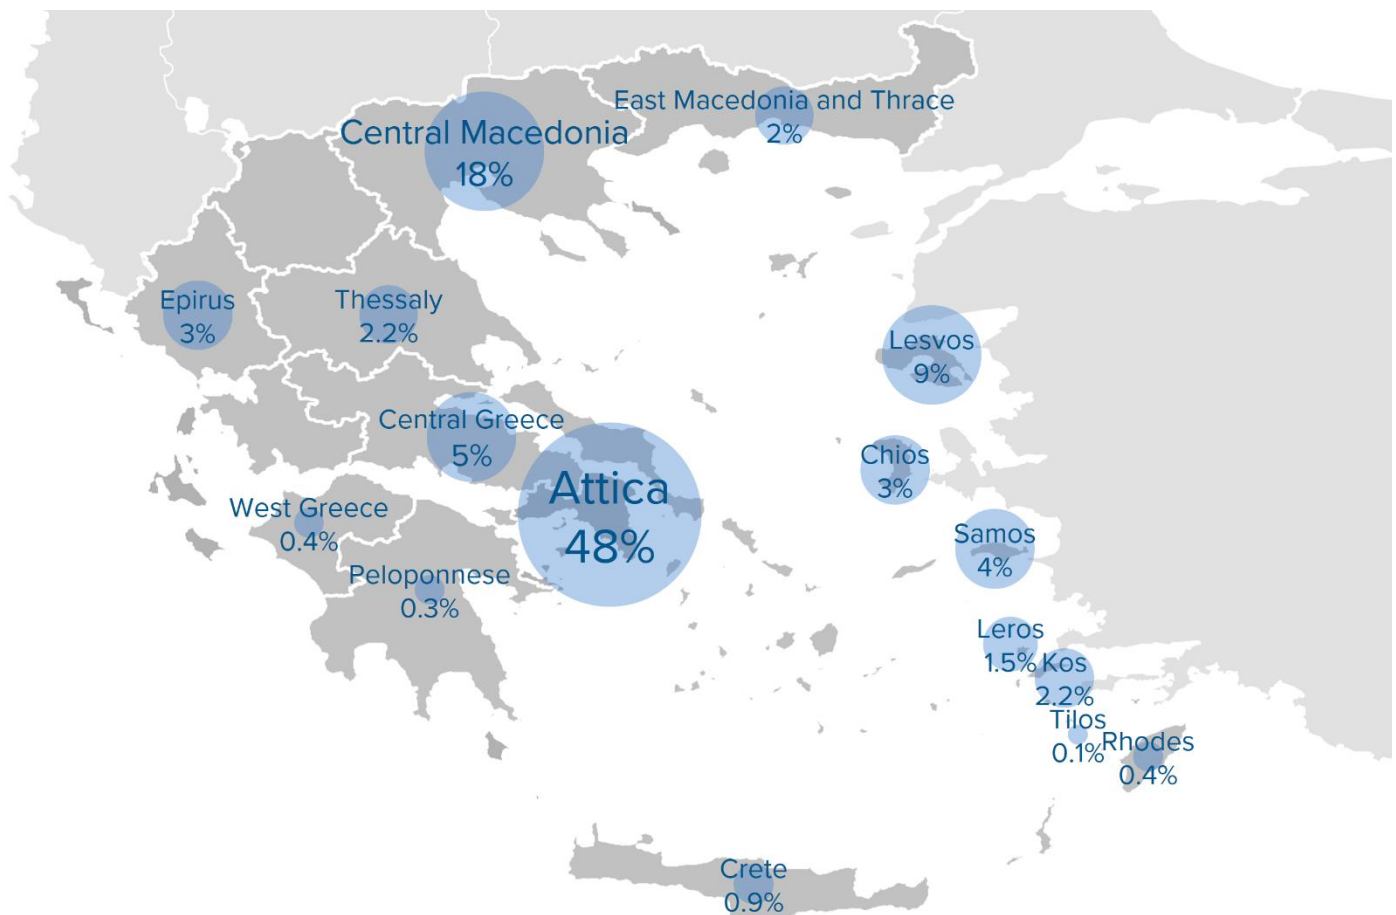 East Macedonia and Thrace
2%
Central Macedonia
18%
Epirus
3%
Thessaly
2.2%
Lesvos
9%
Central Greece
5%
Chios
3%
Attica
48%
West Greece
0.4%
Samos
4%
Peloponnese
0.3%
Leros
1.5%
Kos
2.2%
Tilos
0.1%
Rhodes
0.4%
Crete
0.9%